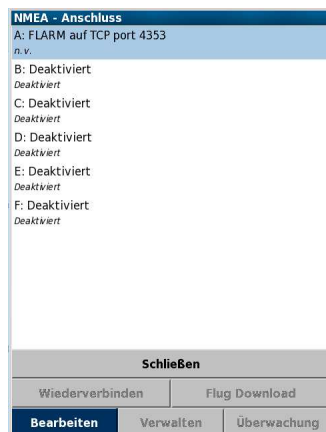 NMEA - Anschluss
A: FLARM auf TCP port 4353
n.v.
B: Deaktiviert
Deaktiviert
C: Deaktiviert
Deaktiviert
D: Deaktiviert
Deaktiviert
E: Deaktiviert
Deaktiviert
F: Deaktiviert
Deaktiviert
Schließen
Wiederverbinden Flug Download
Bearbeiten Verwalten Überwachung